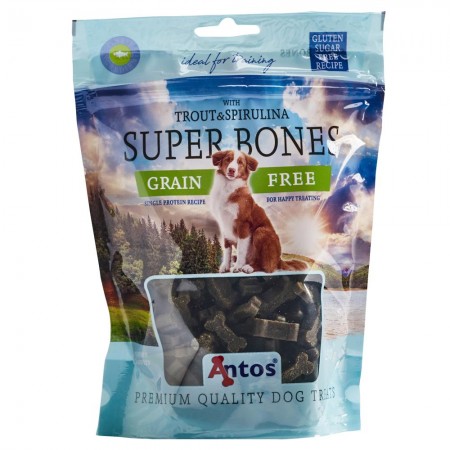 ideal for training
GLUTEN
SUGAR
FREE
RECIPE
WITH
TROUT&SPIRULINA
SUPER BONES
GRAIN FREE
SINGLE PROTEIN RECIPE
FOR HAPPY TREATING
Antos®
PREMIUM QUALITY DOG TREATS